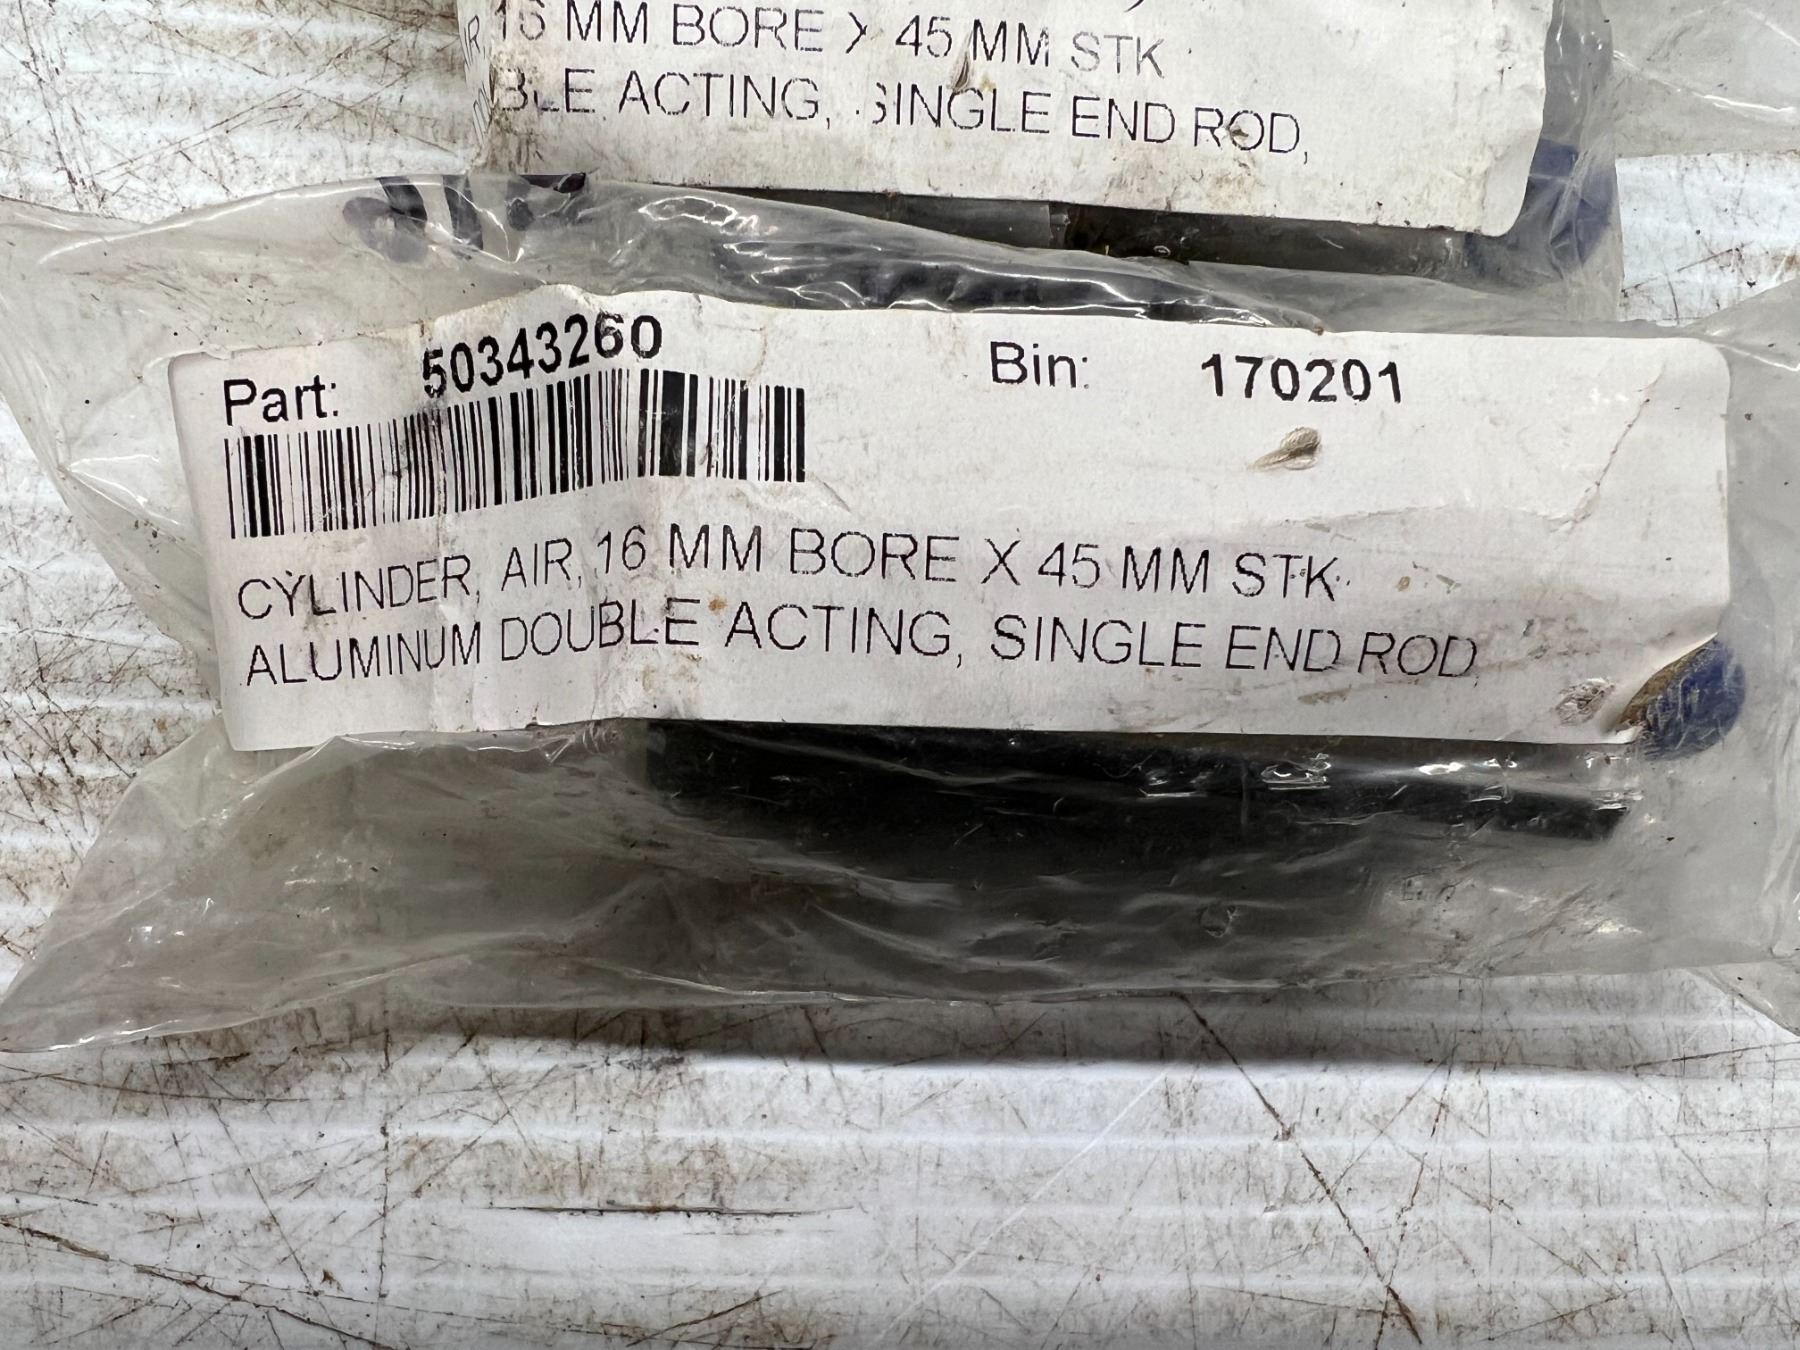 16 MM BORE X 45 MM STK
BLE ACTING, SINGLE END ROD,
Part: 50343260 Bin: 170201
CYLINDER, AIR, 16 MM BORE X 45 MM STK
ALUMINUM DOUBLE ACTING, SINGLE END ROD,